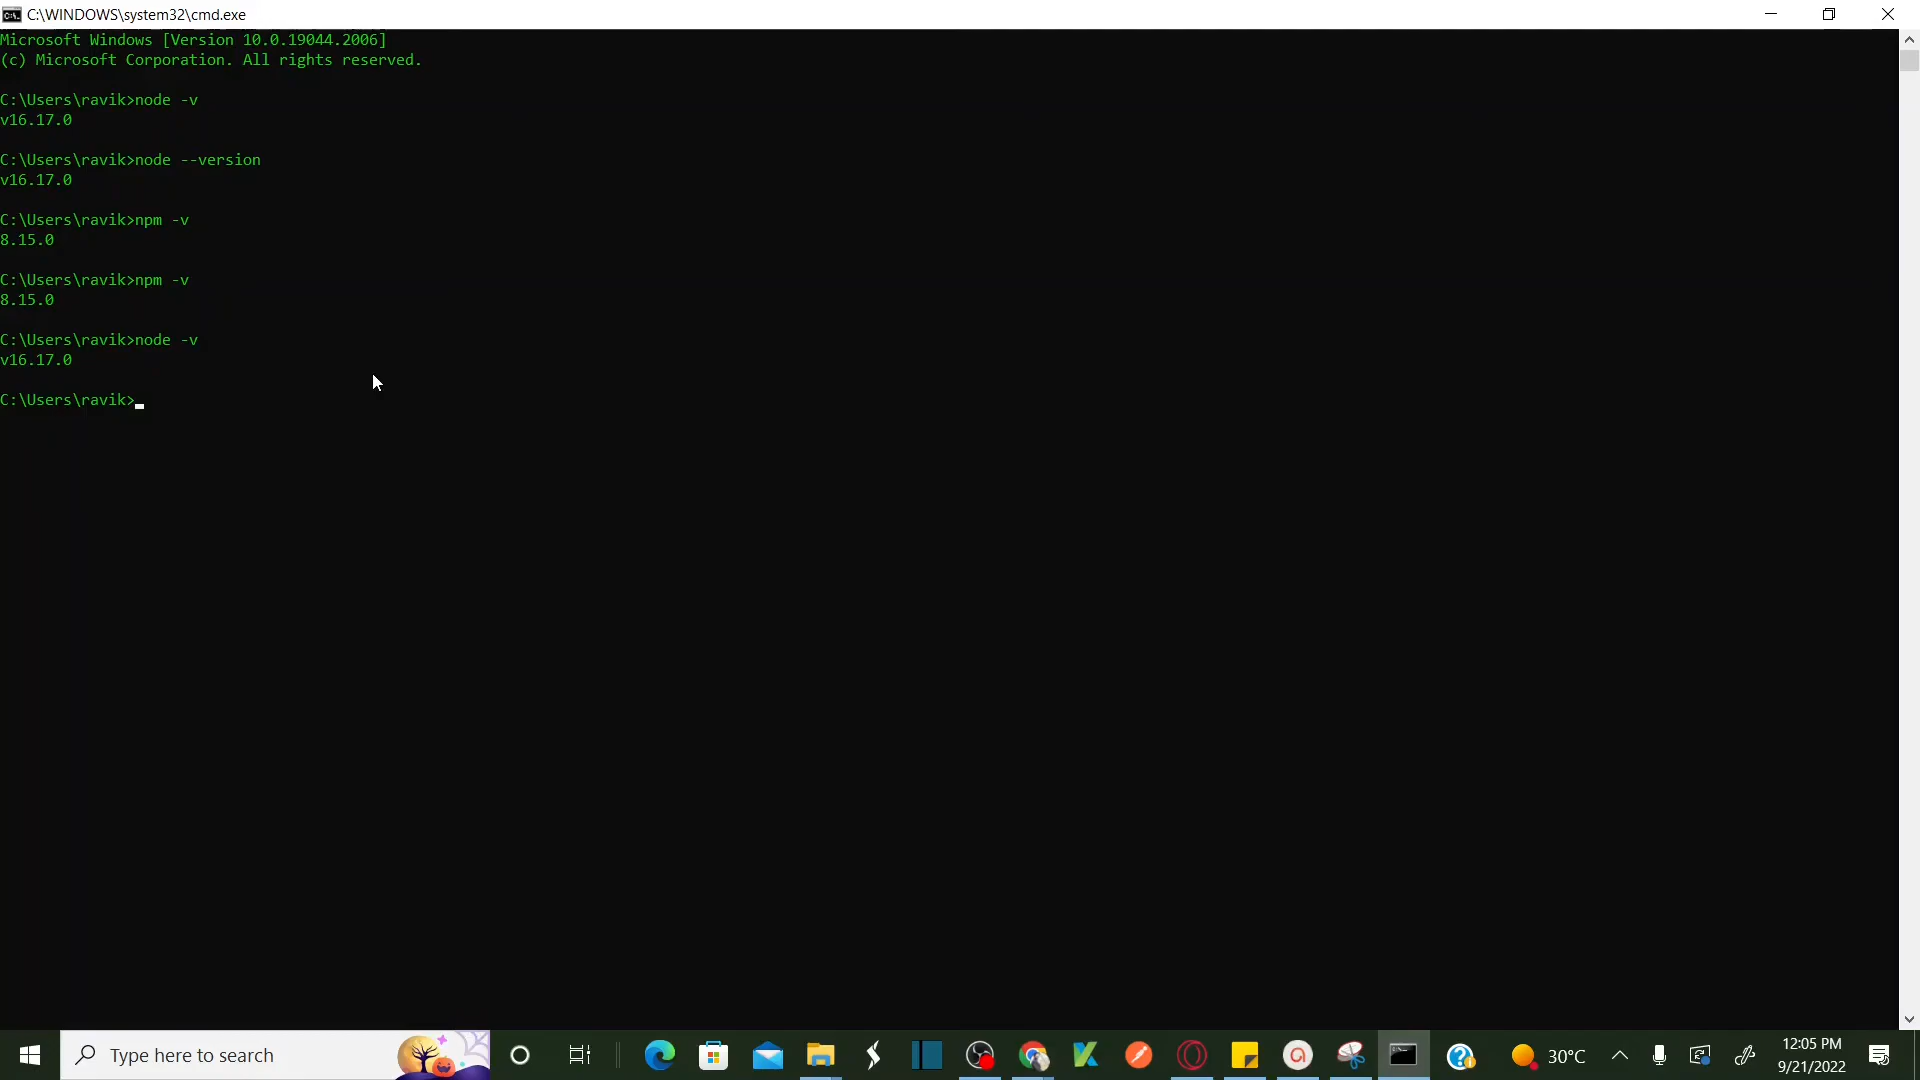 C:\WINDOWS\system32\cmd.exe
Microsoft Windows [Version 10.0.19044.2006]
(c) Microsoft Corporation. All rights reserved.
C:\Users\ravik>node -v
v16.17.0
C:\Users\ravik>node --version
v16.17.0
C:\Users\ravik>npm -v
8.15.0
C:\Users\ravik>npm -v
8.15.0
C:\Users\ravik>node -v
v16.17.0
C:\Users\ravik>
Type here to search
30°C
12:05 PM
9/21/2022